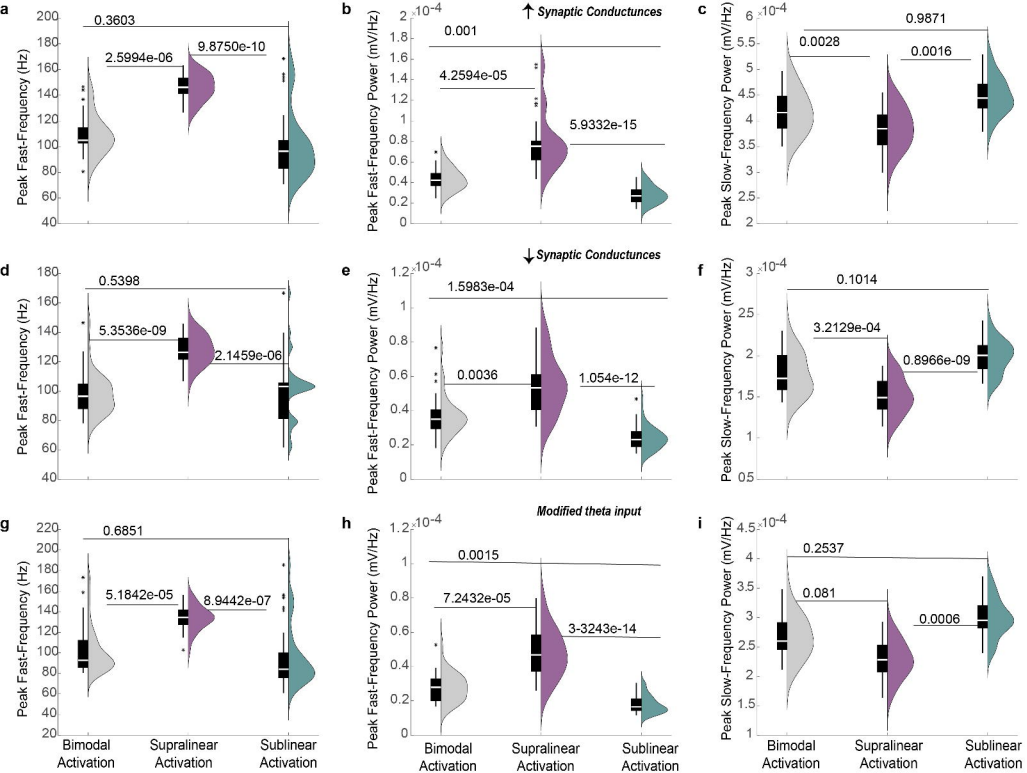 a
0.3603
9.8750e-10
2.5994e-06
Peak Fast-Frequency (Hz)
200
180
160
140
120
100
80
60
40
b
↑ Synaptic Conductunces
×10⁻⁴
0.001
4.2594e-05
5.9332e-15
Peak Fast-Frequency Power (mV/Hz)
2
1.8
1.6
1.4
1.2
1
0.8
0.6
0.4
0.2
0
c
×10⁻⁴
0.9871
0.0028
0.0016
Peak Slow-Frequency Power (mV/Hz)
6
5.5
5
4.5
4
3.5
3
2.5
2
d
0.5398
5.3536e-09
2.1459e-06
Peak Fast-Frequency (Hz)
180
160
140
120
100
80
60
40
e
↓ Synaptic Conductunces
×10⁻⁴
1.5983e-04
0.0036
1.054e-12
Peak Fast-Frequency Power (mV/Hz)
1.2
1
0.8
0.6
0.4
0.2
0
f
×10⁻⁴
0.1014
3.2129e-04
0.8966e-09
Peak Slow-Frequency Power (mV/Hz)
3
2.5
2
1.5
1
0.5
g
0.6851
5.1842e-05
8.9442e-07
Peak Fast-Frequency (Hz)
220
200
180
160
140
120
100
80
60
40
20
Bimodal
Activation
Supralinear
Activation
Sublinear
Activation
h
Modified theta input
×10⁻⁴
0.0015
7.2432e-05
3-3243e-14
Peak Fast-Frequency Power (mV/Hz)
1.2
1
0.8
0.6
0.4
0.2
0
Bimodal
Activation
Supralinear
Activation
Sublinear
Activation
i
×10⁻⁴
0.2537
0.081
0.0006
Peak Slow-Frequency Power (mV/Hz)
4.5
4
3.5
3
2.5
2
1.5
1
Bimodal
Activation
Supralinear
Activation
Sublinear
Activation